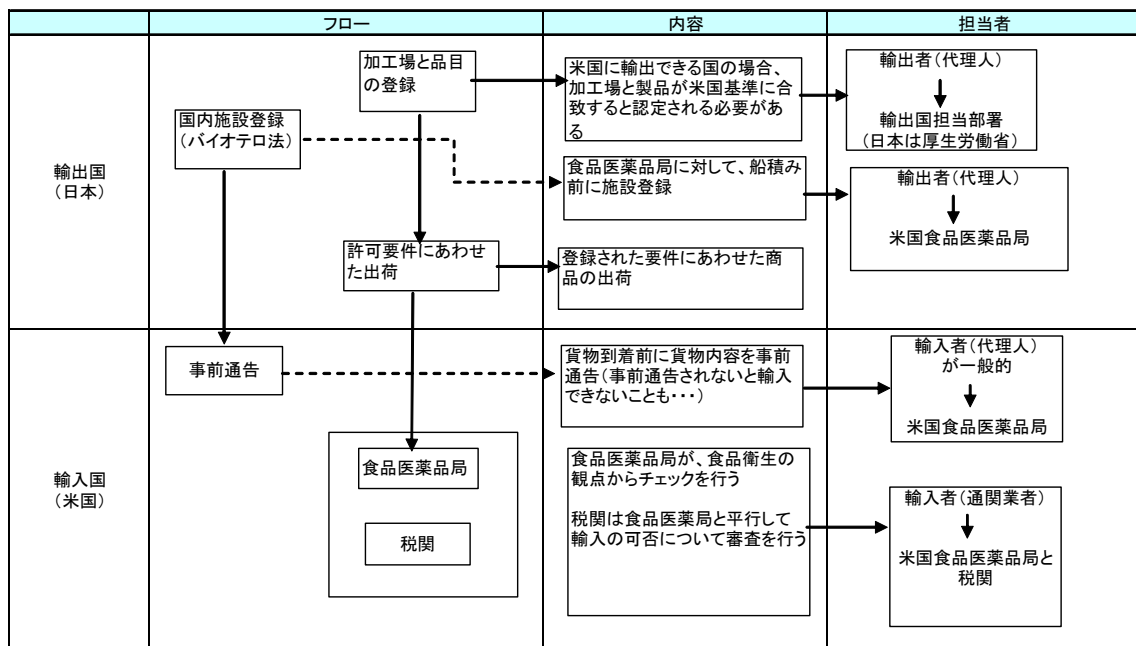 フロー
内容
担当者
輸出国
（日本）
加工場と品目
の登録
米国に輸出できる国の場合、
加工場と製品が米国基準に合
致すると認定される必要があ
る
輸出者（代理人）
輸出国担当部署
（日本は厚生労働省）
国内施設登録
（バイオテロ法）
食品医薬品局に対して、船積み
前に施設登録
輸出者（代理人）
米国食品医薬品局
許可要件にあわせ
た出荷
登録された要件にあわせた商
品の出荷
輸入国
（米国）
事前通告
貨物到着前に貨物内容を事前
通告（事前通告されないと輸入
できないことも・・・）
輸入者（代理人）
が一般的
米国食品医薬品局
食品医薬品局
税関
食品医薬品局が、食品衛生の
観点からチェックを行う
税関は食品医薬局と平行して
輸入の可否について審査を行う
輸入者（通関業者）
米国食品医薬品局と
税関